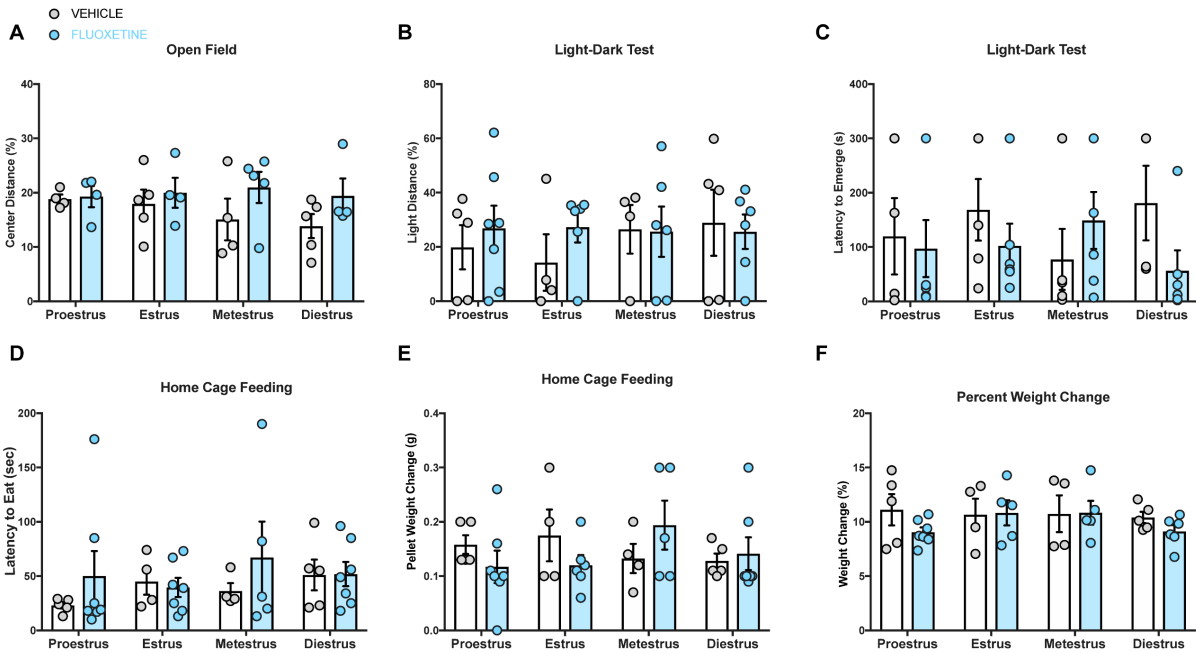 VEHICLE
FLUOXETINE
A
Open Field
Center Distance (%)
40
30
20
10
0
Proestrus Estrus Metestrus Diestrus
B
Light-Dark Test
Light Distance (%)
80
60
40
20
0
Proestrus Estrus Metestrus Diestrus
C
Light-Dark Test
Latency to Emerge (s)
400
300
200
100
0
Proestrus Estrus Metestrus Diestrus
D
Home Cage Feeding
Latency to Eat (sec)
200
150
100
50
0
Proestrus Estrus Metestrus Diestrus
E
Home Cage Feeding
Pellet Weight Change (g)
0.4
0.3
0.2
0.1
0.0
Proestrus Estrus Metestrus Diestrus
F
Percent Weight Change
Weight Change (%)
20
15
10
5
0
Proestrus Estrus Metestrus Diestrus